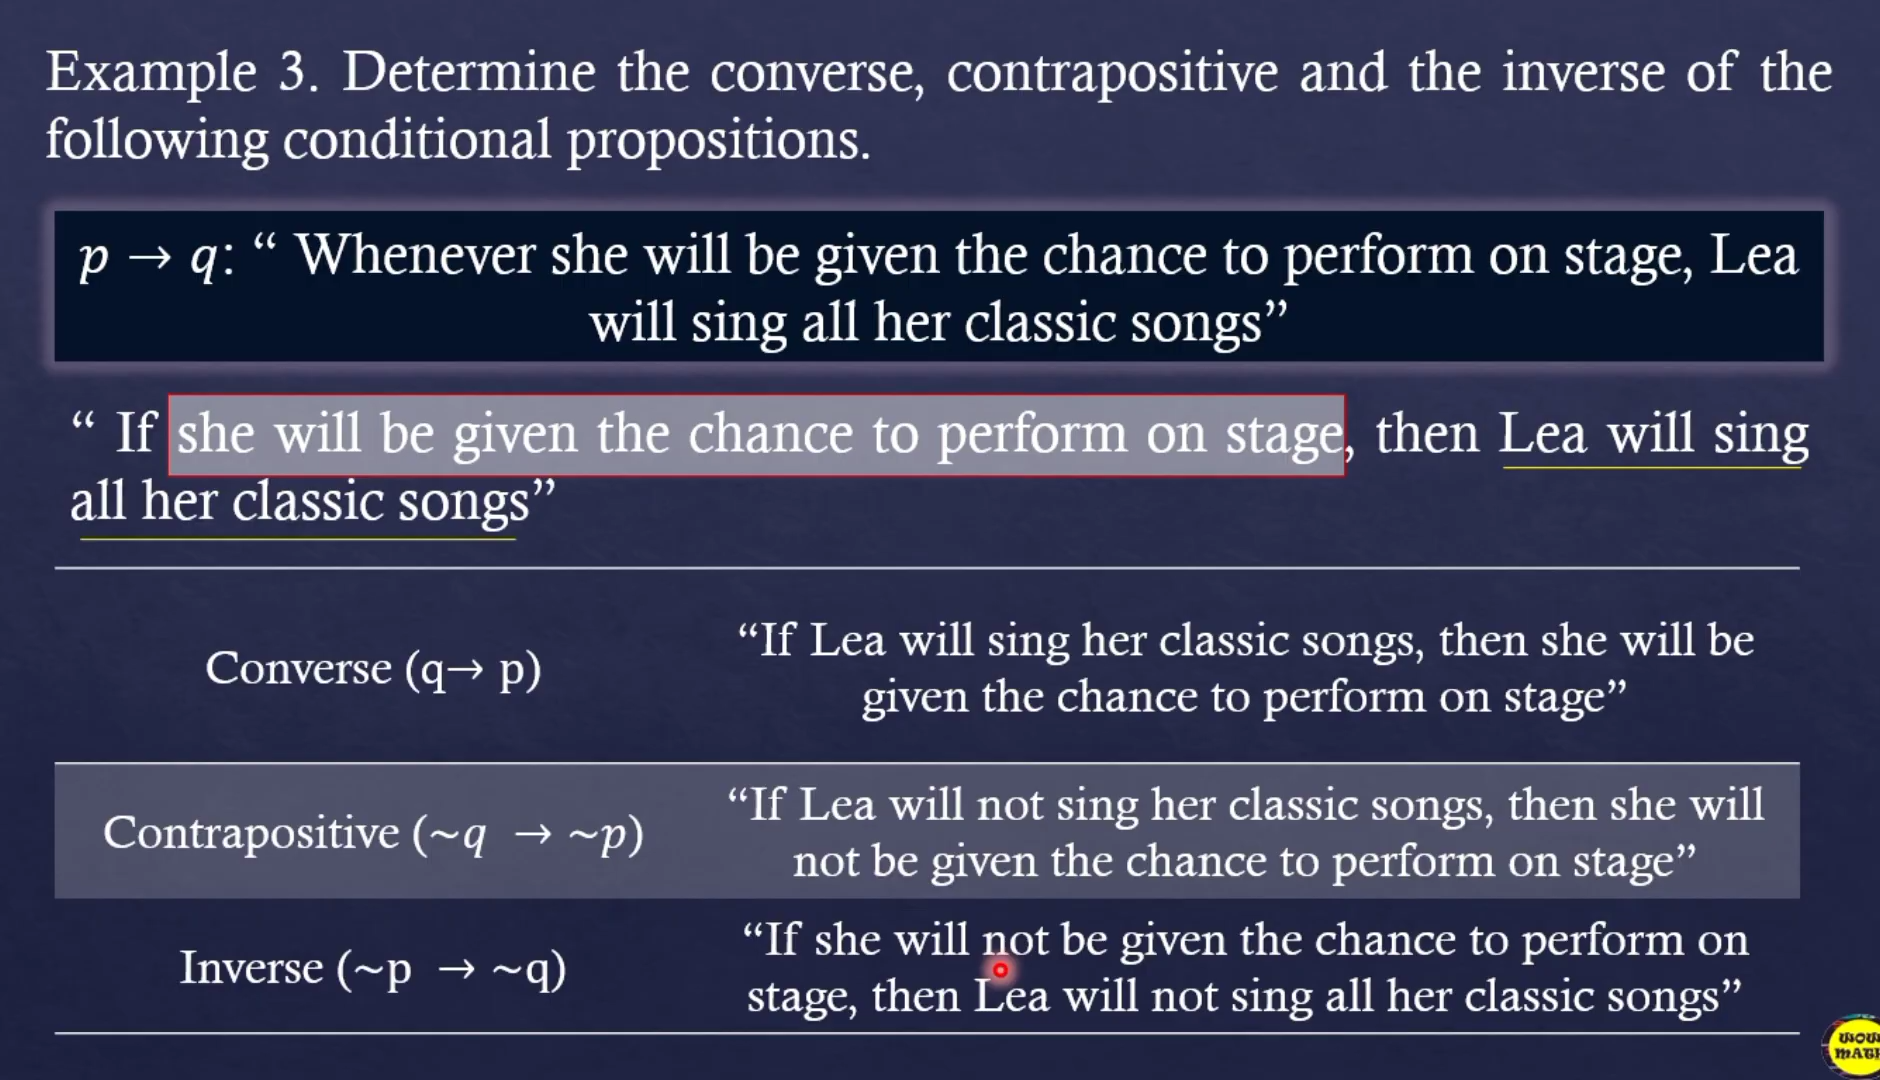 Example 3. Determine the converse, contrapositive and the inverse of the
following conditional propositions.
p → q: “ Whenever she will be given the chance to perform on stage, Lea
will sing all her classic songs”
“ If she will be given the chance to perform on stage, then Lea will sing
all her classic songs”
Converse (q→ p)
“If Lea will sing her classic songs, then she will be
given the chance to perform on stage”
Contrapositive (~q → ~p)
“If Lea will not sing her classic songs, then she will
not be given the chance to perform on stage”
Inverse (~p → ~q)
“If she will not be given the chance to perform on
stage, then Lea will not sing all her classic songs”
WOW
MATH